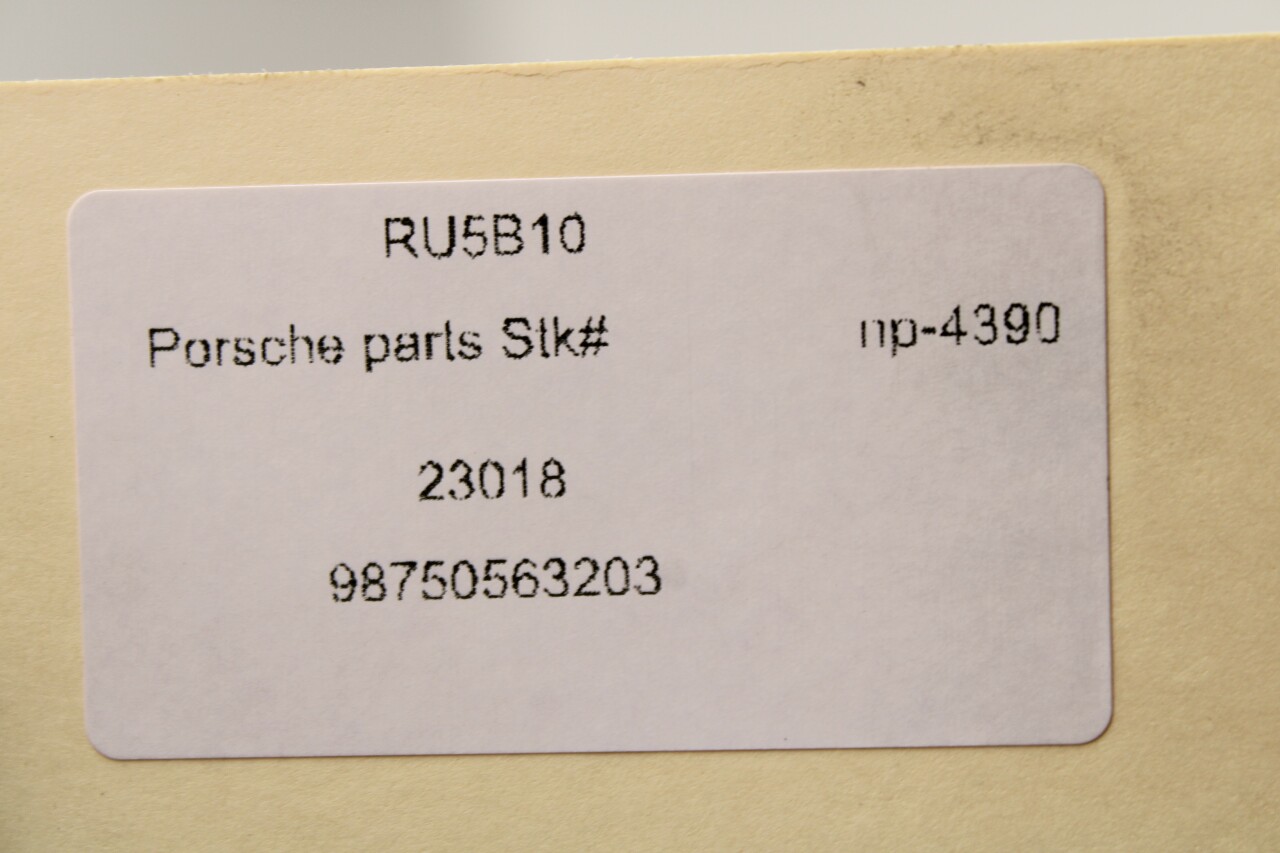 RU5B10
Porsche parts Stk# np-4390
23018
98750563203